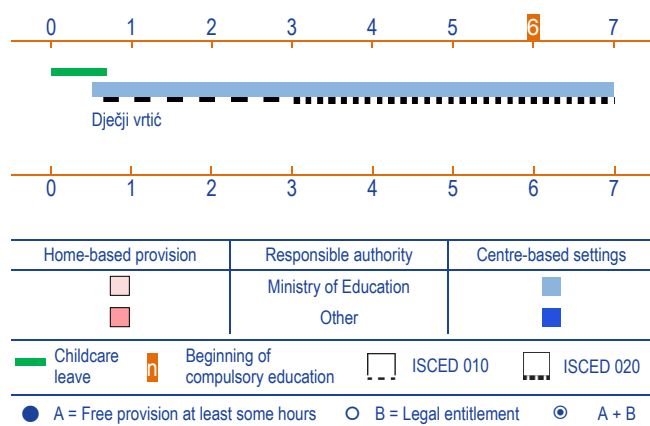 0 1 2 3 4 5 6 7
Dječji vrtić
0 1 2 3 4 5 6 7
Home-based provision Responsible authority Centre-based settings
Ministry of Education
Other
Childcare leave
n Beginning of compulsory education
ISCED 010
ISCED 020
A = Free provision at least some hours B = Legal entitlement A + B